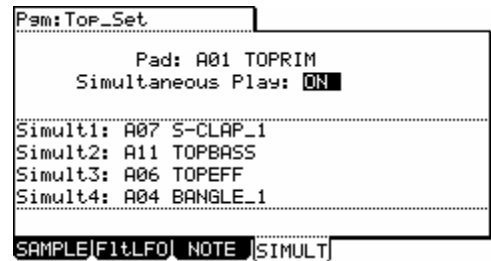 Pgm:Top_Set
Pad: A01 TOPRIM
Simultaneous Play: ON
Simult1: A07 S-CLAP_1
Simult2: A11 TOPBASS
Simult3: A06 TOPEFF
Simult4: A04 BANGLE_1
SAMPLE FltLFO NOTE SIMULT